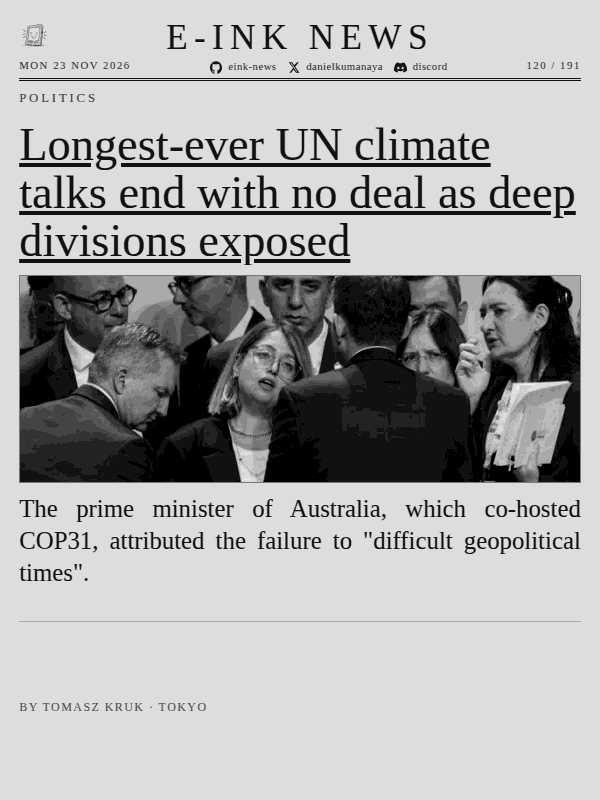 E-INK NEWS
MON 23 NOV 2026
eink-news
danielkumanaya
discord
120 / 191
POLITICS
Longest-ever UN climate
talks end with no deal as deep
divisions exposed
The prime minister of Australia, which co-hosted
COP31, attributed the failure to "difficult geopolitical
times".
BY TOMASZ KRUK · TOKYO